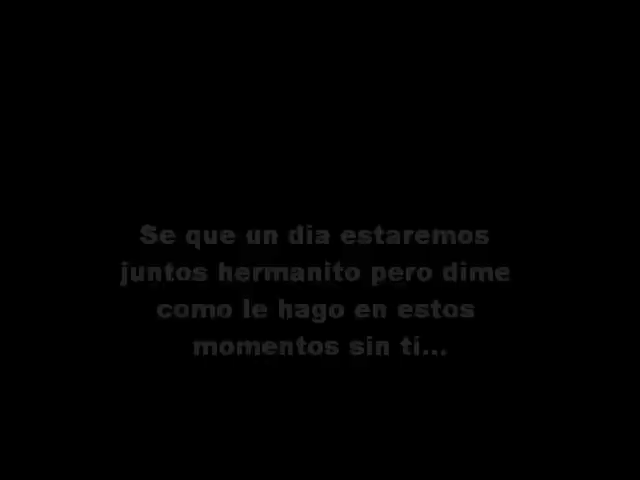 Se que un dia estaremos
juntos hermanito pero dime
como le hago en estos
momentos sin ti...